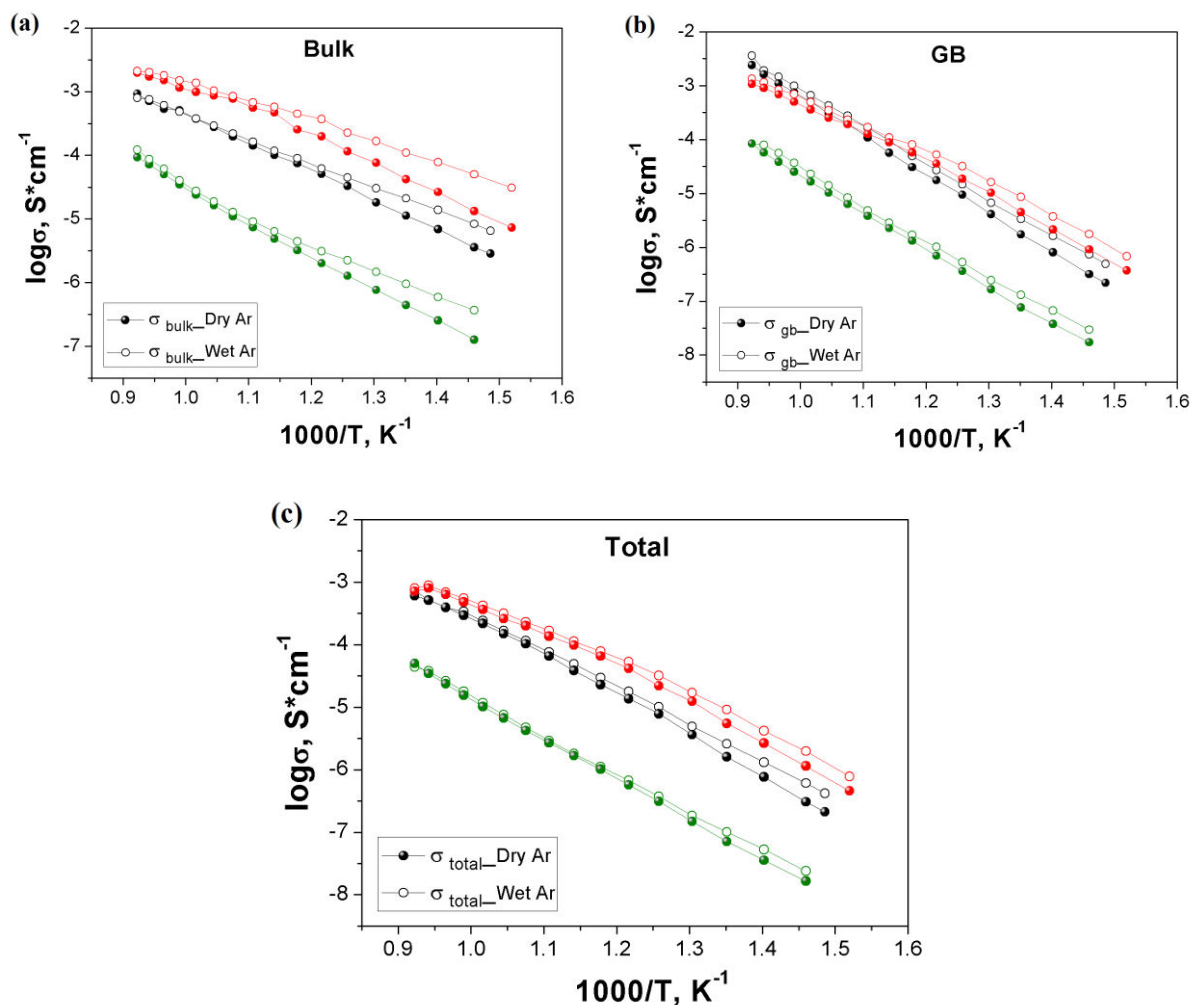 (a)
Bulk
logσ, S*cm⁻¹
-2
-3
-4
-5
-6
-7
σ bulk_Dry Ar
σ bulk_Wet Ar
0.9 1.0 1.1 1.2 1.3 1.4 1.5 1.6
1000/T, K⁻¹
(b)
GB
logσ, S*cm⁻¹
-2
-3
-4
-5
-6
-7
-8
σ gb_Dry Ar
σ gb_Wet Ar
0.9 1.0 1.1 1.2 1.3 1.4 1.5 1.6
1000/T, K⁻¹
(c)
Total
logσ, S*cm⁻¹
-2
-3
-4
-5
-6
-7
-8
σ total_Dry Ar
σ total_Wet Ar
0.9 1.0 1.1 1.2 1.3 1.4 1.5 1.6
1000/T, K⁻¹